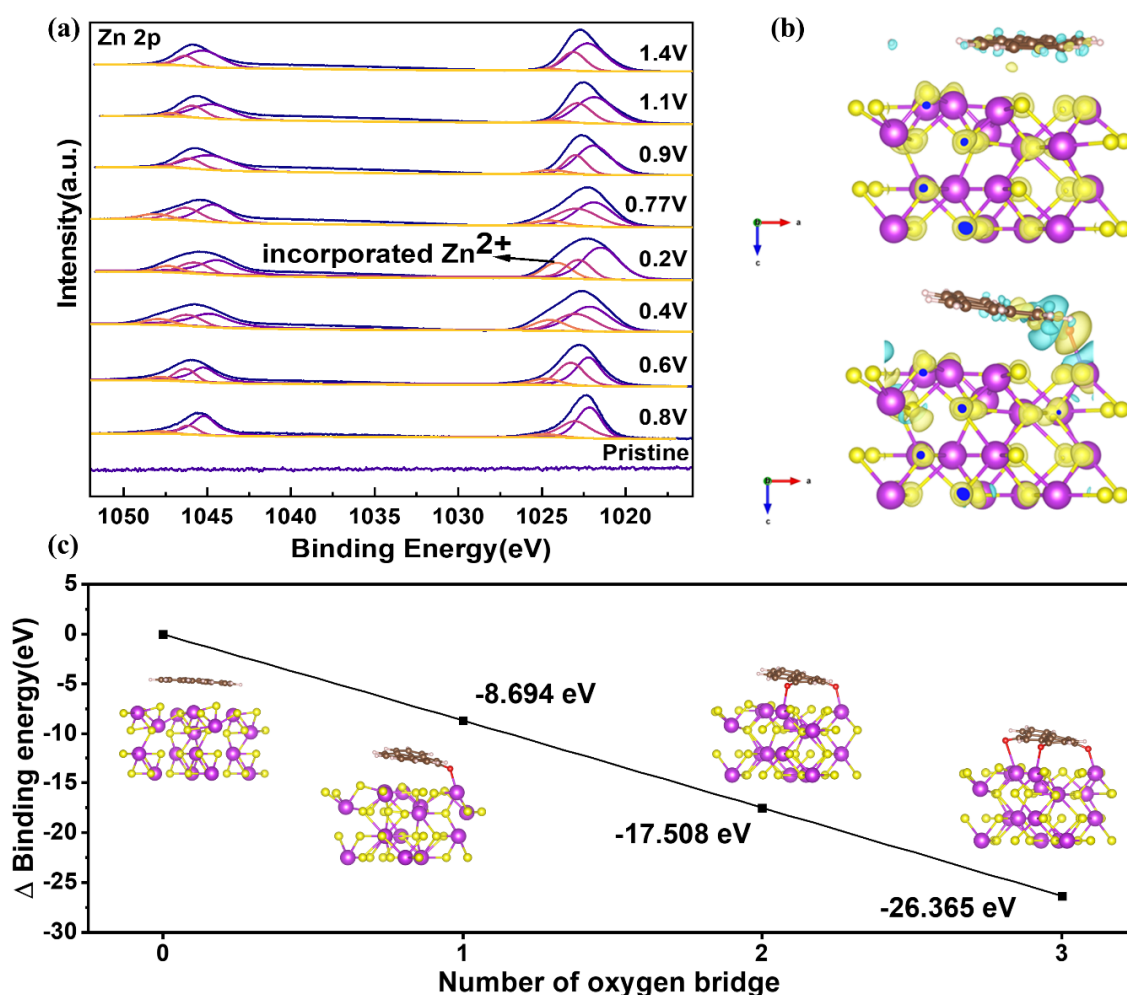 (a)
Zn 2p
1.4V
1.1V
0.9V
0.77V
incorporated Zn2+
0.2V
0.4V
0.6V
0.8V
Pristine
Intensity(a.u.)
1050 1045 1040 1035 1030 1025 1020
Binding Energy(eV)
(b)
a
c
a
c
(c)
5
0
-5
-10
-15
-20
-25
-30
Δ Binding energy(eV)
-8.694 eV
-17.508 eV
-26.365 eV
0 1 2 3
Number of oxygen bridge